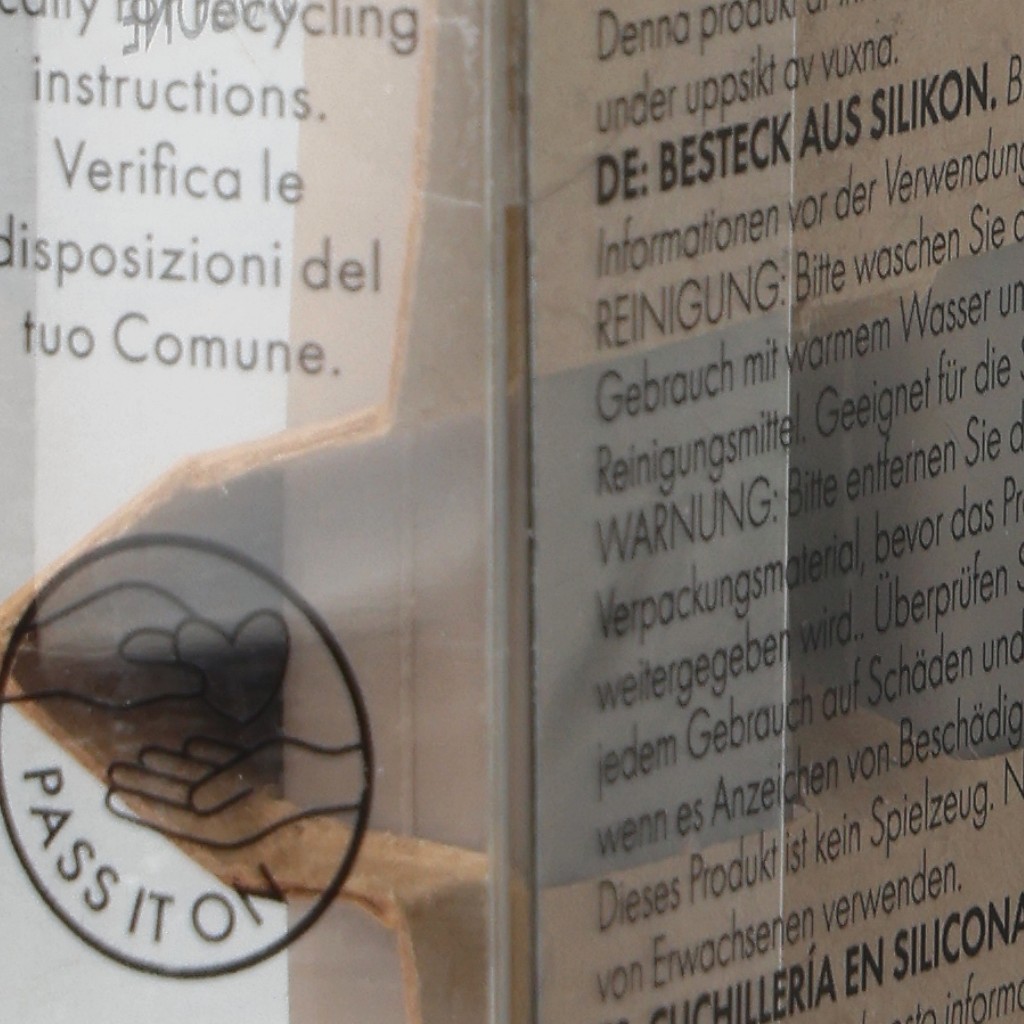 recycling
instructions.
Verifica le
disposizioni del
tuo Comune.
PASS IT ON
Denna
under uppsikt av vuxna.
DE: BESTECK AUS SILIKON.
Informationen vor der Verwendung
REINIGUNG: Bitte waschen Sie
Gebrauch mit warmem Wasser
Reinigungsmittel. Geeignet für die
WARNUNG: Bitte entfernen Sie
Verpackungsmaterial, bevor das
weitergegeben wird.. Überprüfen
jedem Gebrauch auf Schäden und
wenn es Anzeichen von Beschädig
Dieses Produkt ist kein Spielzeug.
von Erwachsenen verwenden.
CUCHILLERÍA EN SILICONA